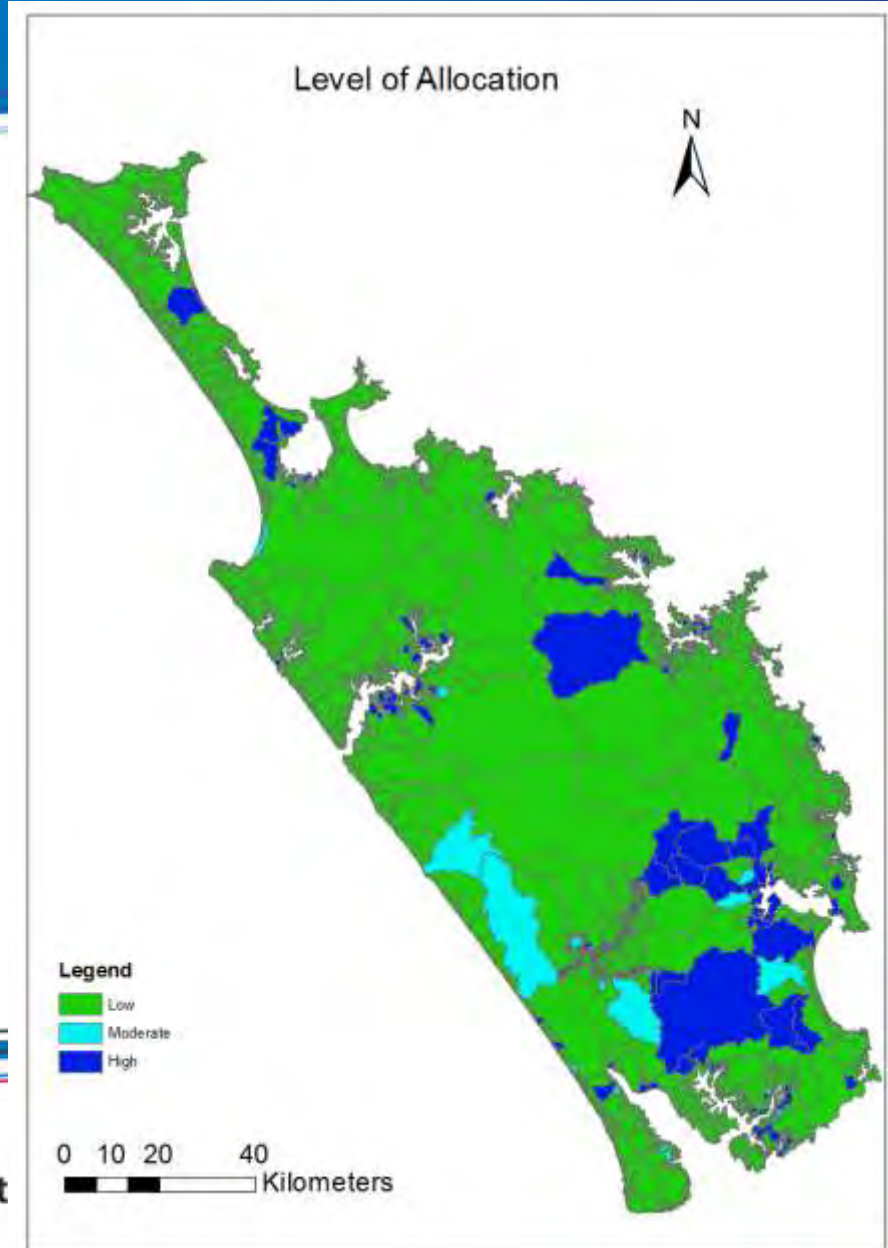 Level of Allocation
N
Legend
Low
Moderate
High
0 10 20 40
Kilometers
t